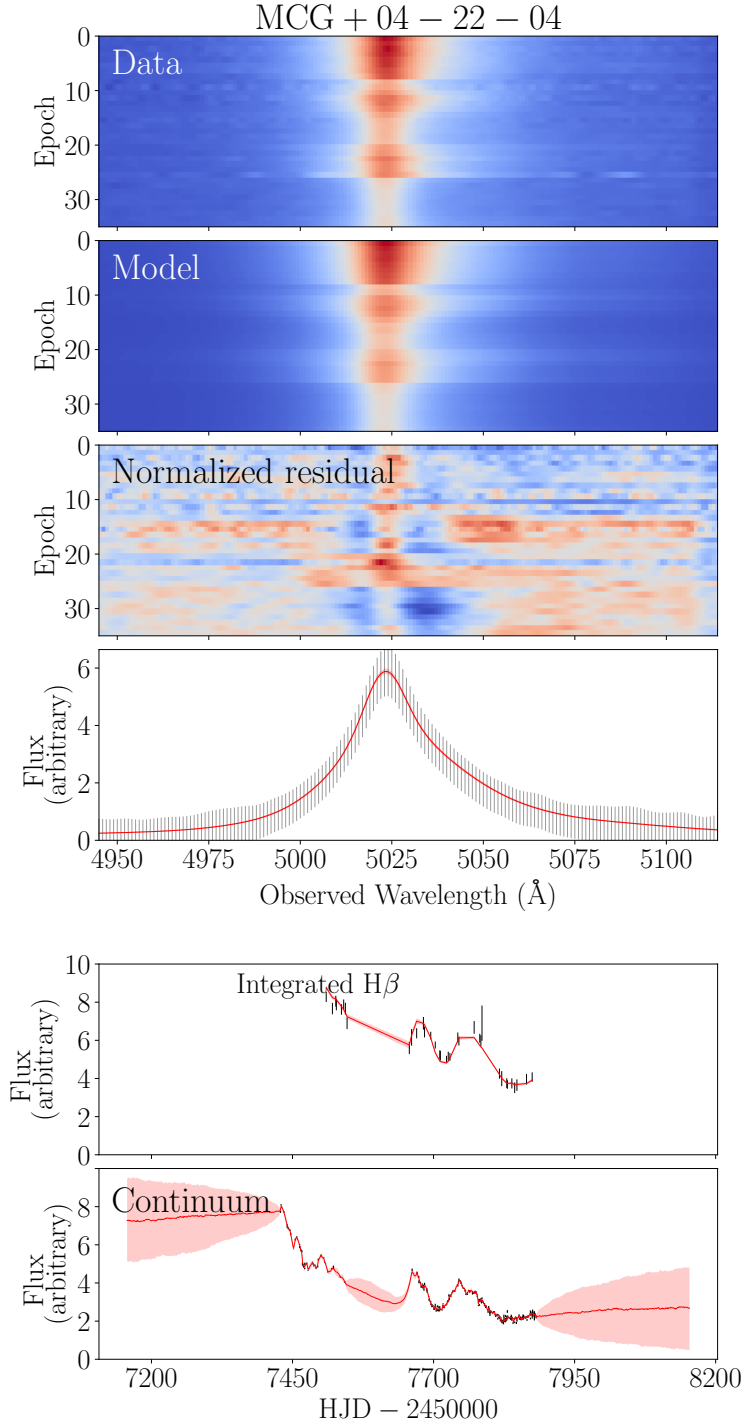 MCG + 04 − 22 − 04
0
Data
10
Epoch
20
30
0
Model
10
Epoch
20
30
0
Normalized residual
10
Epoch
20
30
6
4
Flux
(arbitrary)
2
0
4950 4975 5000 5025 5050 5075 5100
Observed Wavelength (Å)
10
Integrated Hβ
8
6
Flux
(arbitrary)
4
2
0
Continuum
8
6
Flux
(arbitrary)
4
2
0
7200 7450 7700 7950 8200
HJD − 2450000